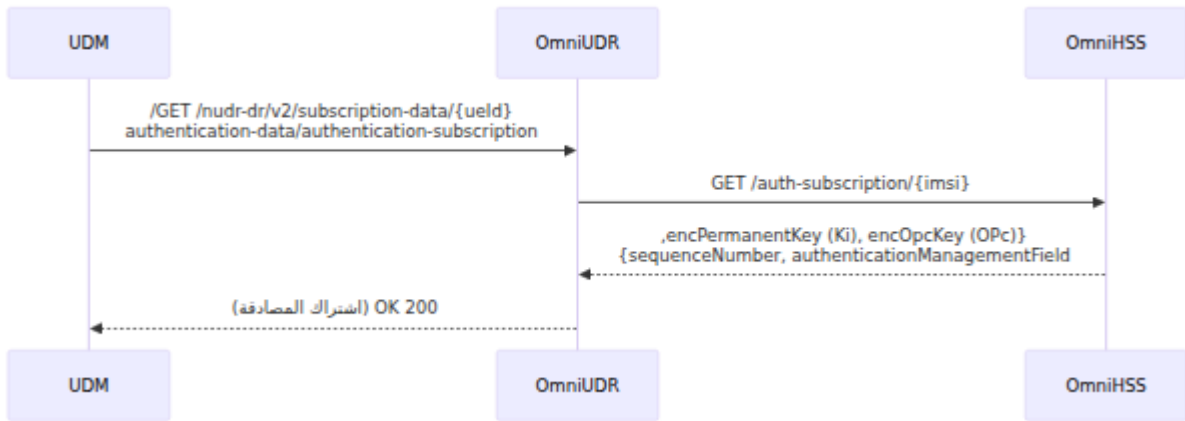 UDM
OmniUDR
OmniHSS
/GET /nudr-dr/v2/subscription-data/{ueId}
authentication-data/authentication-subscription
GET /auth-subscription/{imsi}
,encPermanentKey (Ki), encOpcKey (OPc)}
{sequenceNumber, authenticationManagementField
(اشتراك المصادقة) OK 200
UDM
OmniUDR
OmniHSS